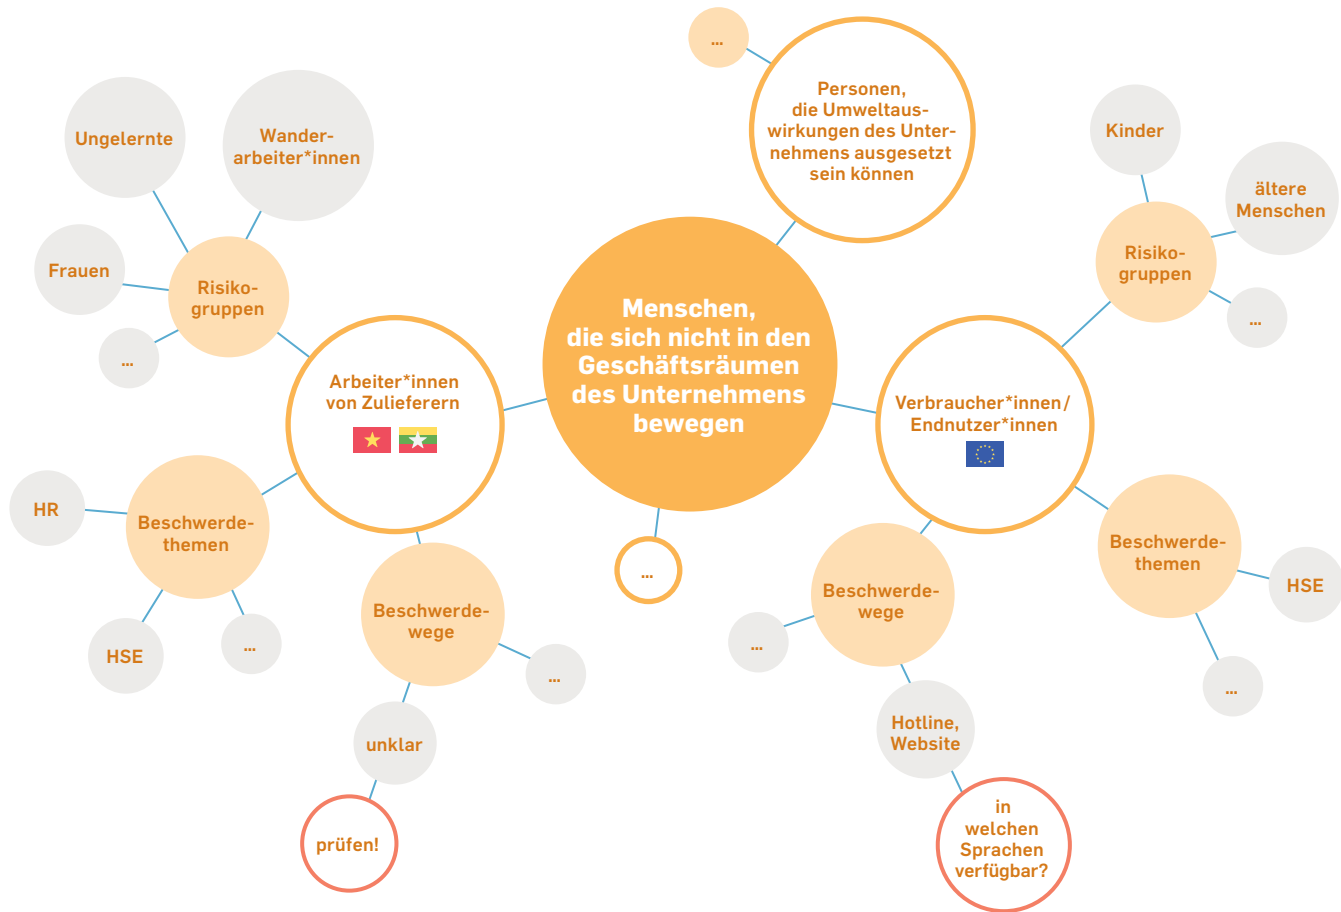 ...
Personen,
die Umweltaus-
wirkungen des Unter-
nehmens ausgesetzt
sein können
Ungelernte
Wander-
arbeiter*innen
Frauen
Risiko-
gruppen
...
Kinder
ältere
Menschen
Risiko-
gruppen
...
Menschen,
die sich nicht in den
Geschäftsräumen
des Unternehmens
bewegen
Arbeiter*innen
von Zulieferern
Verbraucher*innen/
Endnutzer*innen
HR
Beschwerde-
themen
HSE
...
Beschwerde-
wege
...
unklar
prüfen!
...
Beschwerde-
wege
...
Hotline,
Website
in
welchen
Sprachen
verfügbar?
Beschwerde-
themen
HSE
...